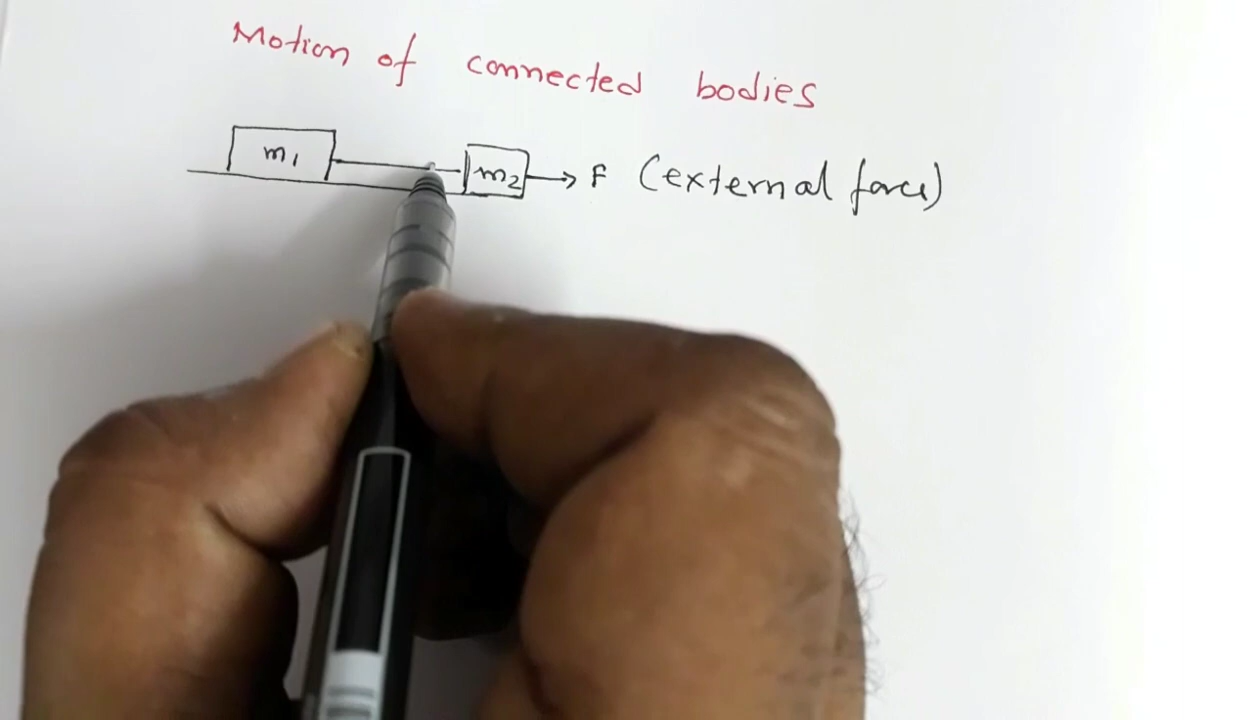 Motion of connected bodies
m1 m2 → F (external force)